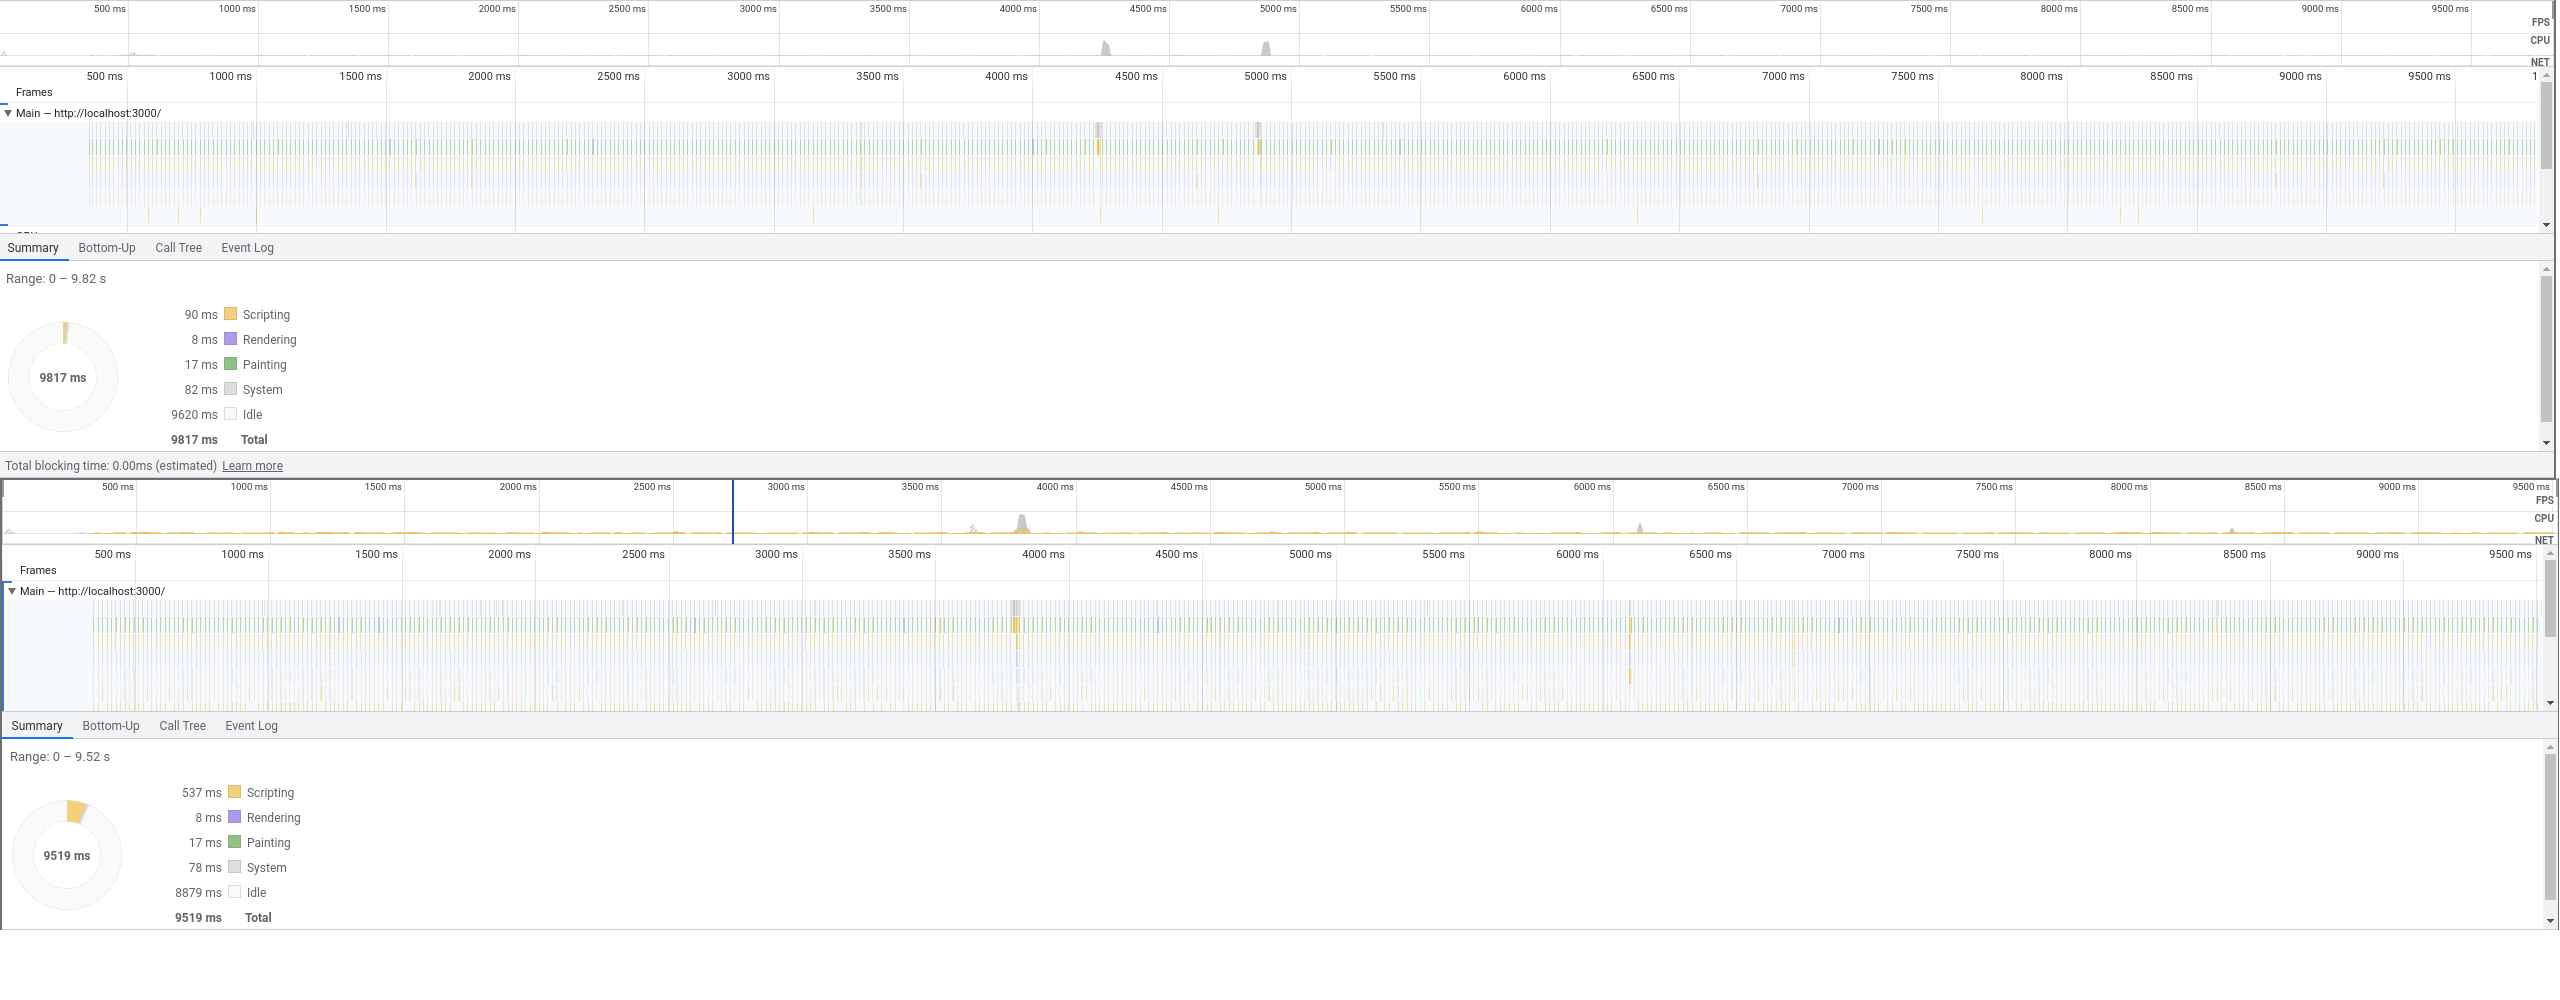 500 ms 1000 ms 1500 ms 2000 ms 2500 ms 3000 ms 3500 ms 4000 ms 4500 ms 5000 ms 5500 ms 6000 ms 6500 ms 7000 ms 7500 ms 8000 ms 8500 ms 9000 ms 9500 ms
FPS
CPU
NET
500 ms 1000 ms 1500 ms 2000 ms 2500 ms 3000 ms 3500 ms 4000 ms 4500 ms 5000 ms 5500 ms 6000 ms 6500 ms 7000 ms 7500 ms 8000 ms 8500 ms 9000 ms 9500 ms 1
Frames
Main — http://localhost:3000/
Summary Bottom-Up Call Tree Event Log
Range: 0 – 9.82 s
90 ms Scripting
8 ms Rendering
17 ms Painting
9817 ms
82 ms System
9620 ms Idle
9817 ms Total
Total blocking time: 0.00ms (estimated) Learn more
500 ms 1000 ms 1500 ms 2000 ms 2500 ms 3000 ms 3500 ms 4000 ms 4500 ms 5000 ms 5500 ms 6000 ms 6500 ms 7000 ms 7500 ms 8000 ms 8500 ms 9000 ms 9500 ms
FPS
CPU
NET
500 ms 1000 ms 1500 ms 2000 ms 2500 ms 3000 ms 3500 ms 4000 ms 4500 ms 5000 ms 5500 ms 6000 ms 6500 ms 7000 ms 7500 ms 8000 ms 8500 ms 9000 ms 9500 ms
Frames
Main — http://localhost:3000/
Summary Bottom-Up Call Tree Event Log
Range: 0 – 9.52 s
537 ms Scripting
8 ms Rendering
17 ms Painting
9519 ms
78 ms System
8879 ms Idle
9519 ms Total